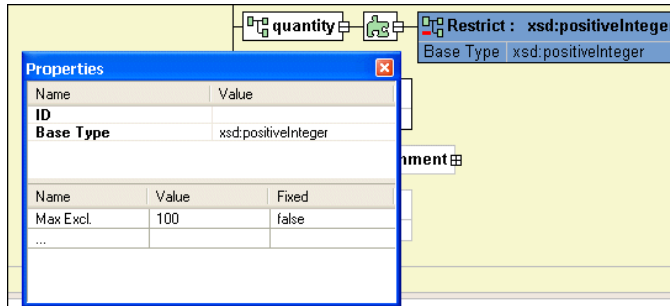 quantity
Restrict : xsd:positiveIntege
Base Type xsd:positiveInteger
Properties
Name Value
ID
Base Type xsd:positiveInteger
nment
Name Value Fixed
Max Excl. 100 false
...